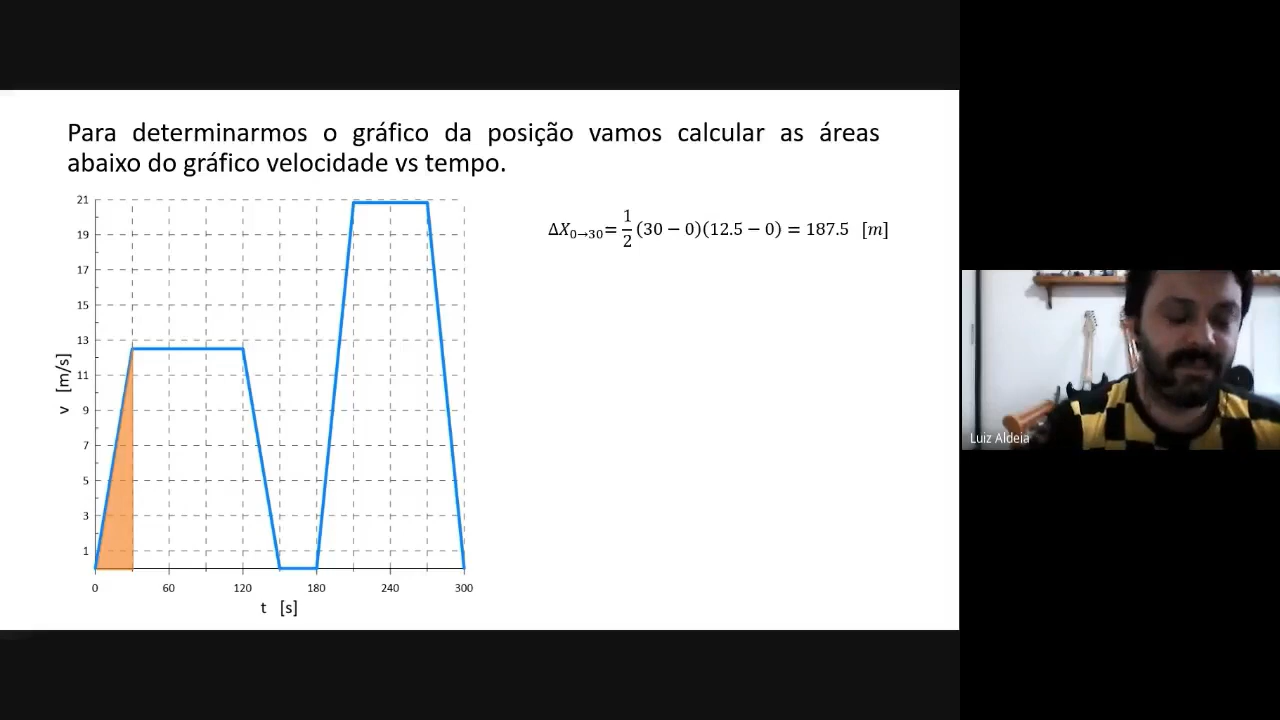 Para determinarmos o gráfico da posição vamos calcular as áreas
abaixo do gráfico velocidade vs tempo.
21
19
17
15
13
11
9
7
5
3
1
v [m/s]
0 60 120 180 240 300
t [s]
ΔX₀→₃₀= 1/2 (30 − 0)(12.5 − 0) = 187.5 [m]
Luiz Aldeia